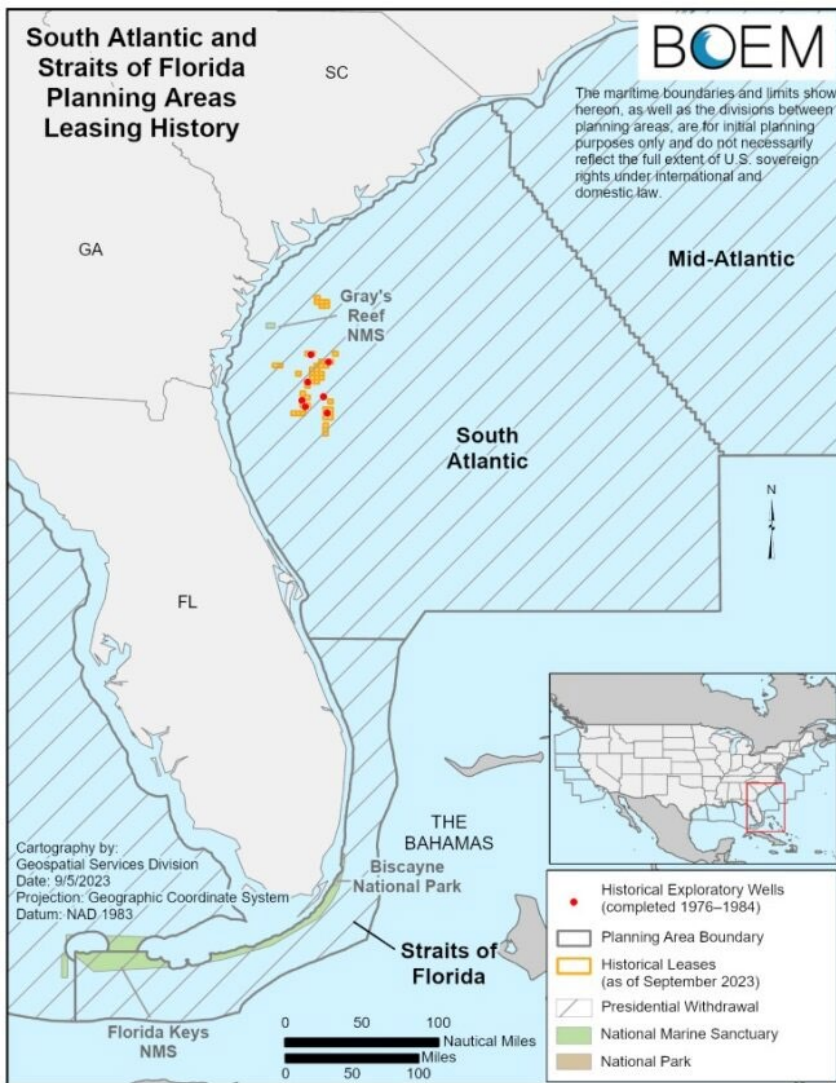 South Atlantic and
Straits of Florida
Planning Areas
Leasing History
BOEM
The maritime boundaries and limits show
hereon, as well as the divisions between
planning areas, are for initial planning
purposes only and do not necessarily
reflect the full extent of U.S. sovereign
rights under international and
domestic law.
SC
GA
Mid-Atlantic
Gray's
Reef
NMS
South
Atlantic
N
FL
THE
BAHAMAS
Cartography by:
Geospatial Services Division
Date: 9/5/2023
Projection: Geographic Coordinate System
Datum: NAD 1983
Biscayne
National Park
Straits of
Florida
Florida Keys
NMS
0 50 100
Nautical Miles
Miles
0 50 100
Historical Exploratory Wells
(completed 1976–1984)
Planning Area Boundary
Historical Leases
(as of September 2023)
Presidential Withdrawal
National Marine Sanctuary
National Park